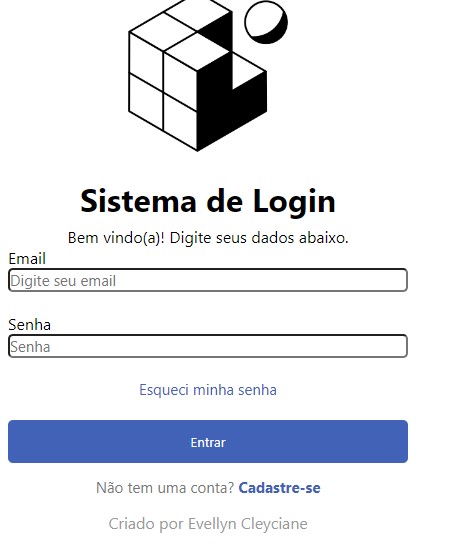 Sistema de Login
Bem vindo(a)! Digite seus dados abaixo.
Email
Digite seu email
Senha
Senha
Esqueci minha senha
Entrar
Não tem uma conta? Cadastre-se
Criado por Evellyn Cleyciane